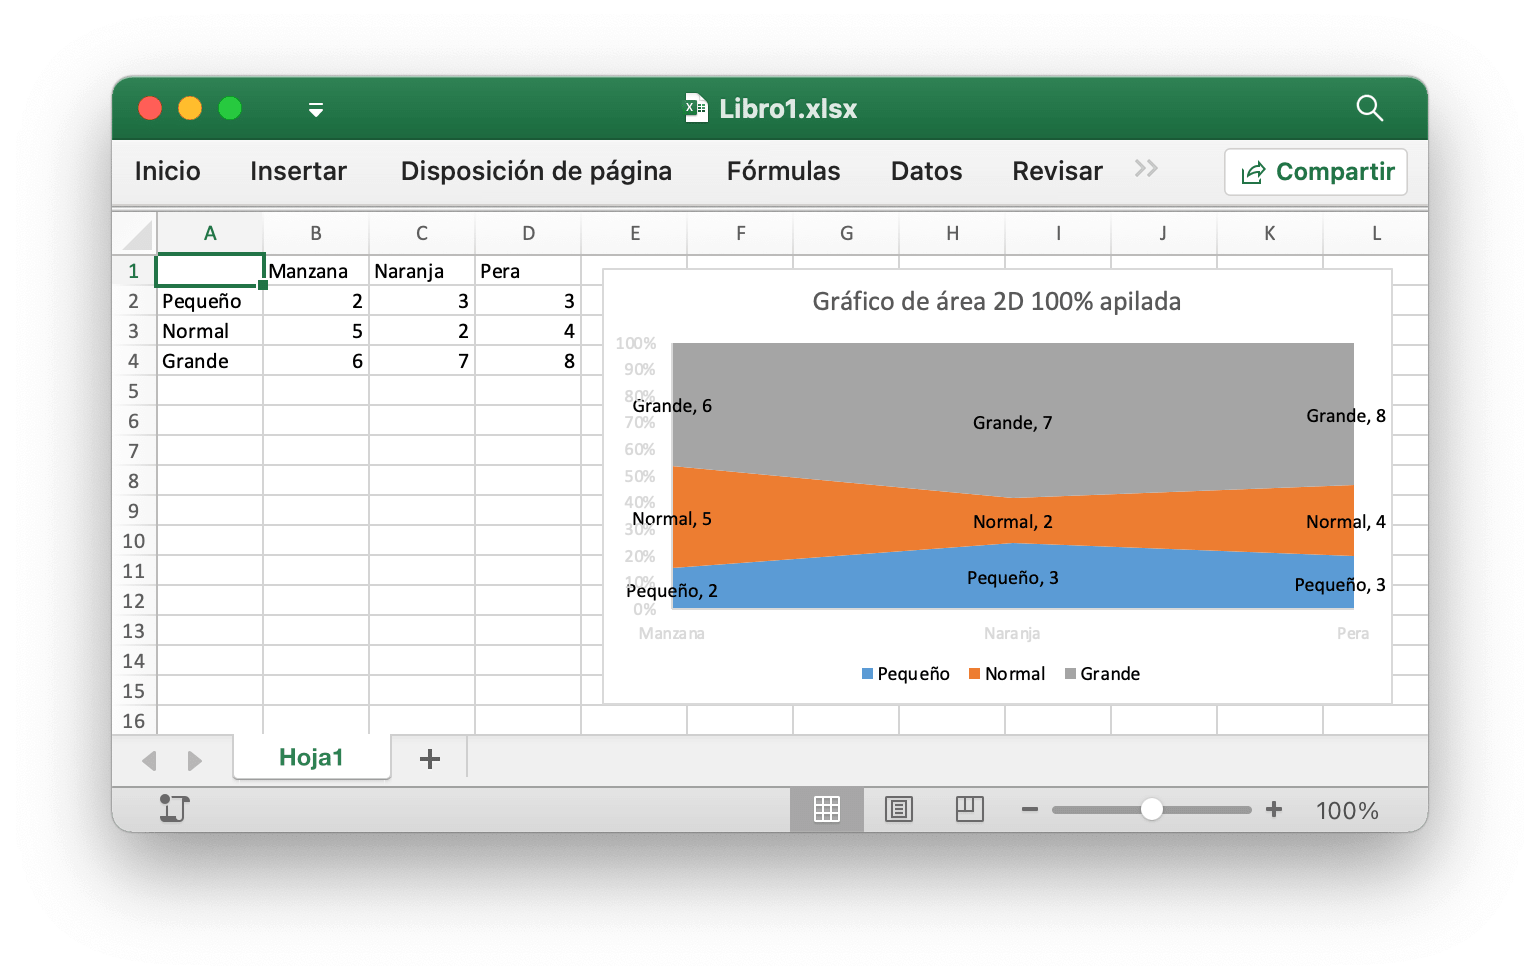 Libro1.xlsx
Inicio Insertar Disposición de página Fórmulas Datos Revisar Compartir
A B C D E F G H I J K L
1 Manzana Naranja Pera
2 Pequeño 2 3 3
3 Normal 5 2 4
4 Grande 6 7 8
5
6
7
8
9
10
11
12
13
14
15
16
Gráfico de área 2D 100% apilada
100%
90%
80%
Grande, 6 Grande, 7 Grande, 8
70%
60%
50%
40%
Normal, 5 Normal, 2 Normal, 4
30%
20%
10%
Pequeño, 2 Pequeño, 3 Pequeño, 3
0%
Manzana Naranja Pera
Pequeño Normal Grande
Hoja1
100%